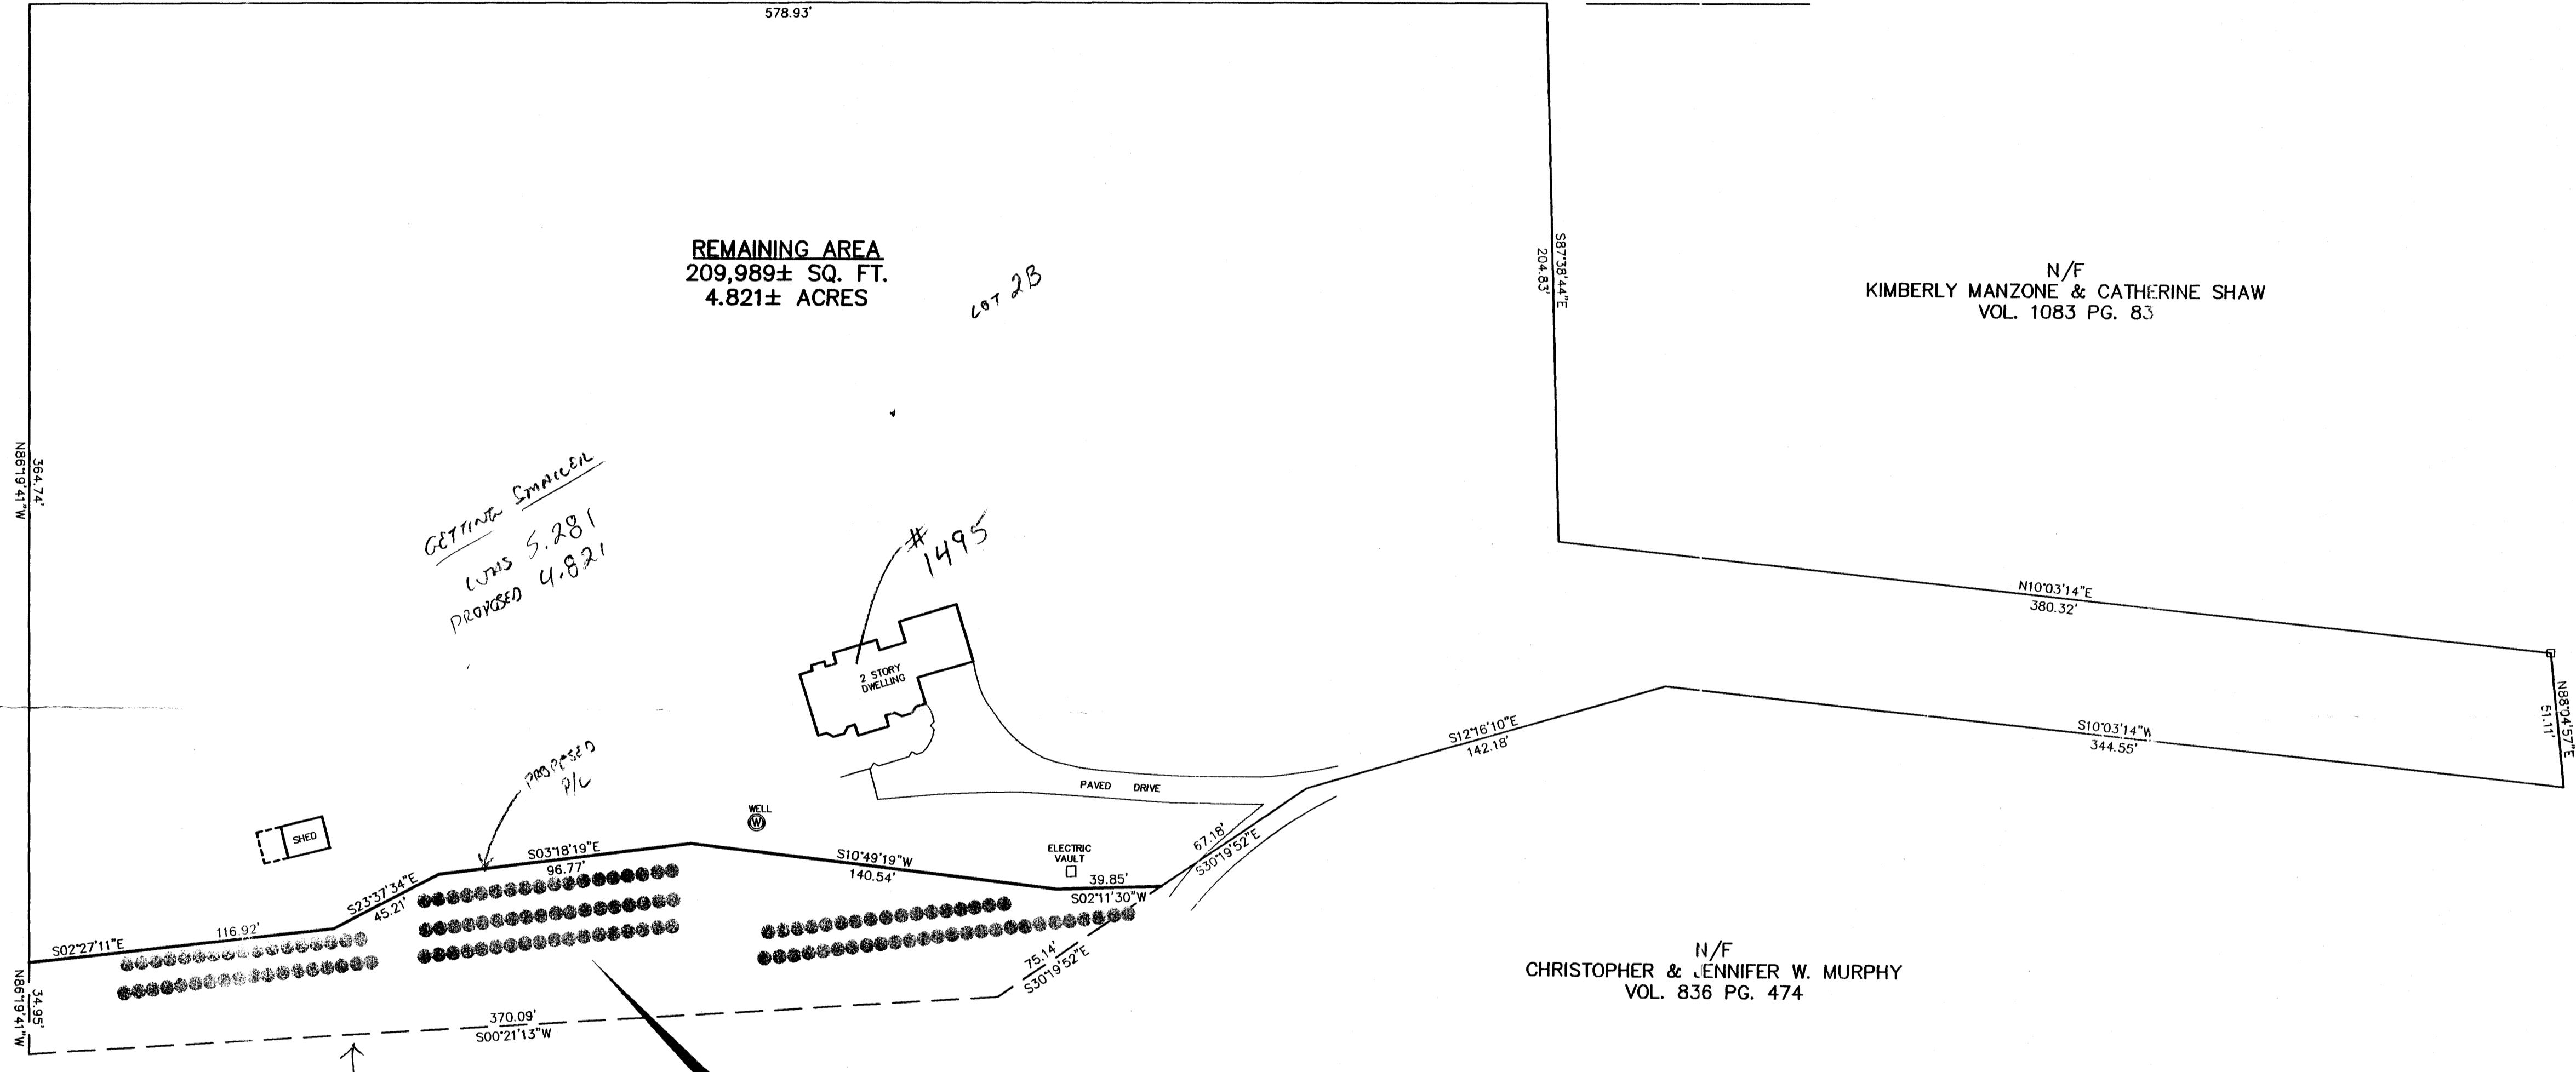 578.93'
REMAINING AREA
209,989± SQ. FT.
4.821± ACRES
LOT 2B
S87°38'44"E
204.83'
N/F
KIMBERLY MANZONE & CATHERINE SHAW
VOL. 1083 PG. 83
364.74'
N86°19'41"W
GETTING SMALLER
WAS 5.281
PROPOSED 4.821
#
1495
2 STORY
DWELLING
N10°03'14"E
380.32'
N88°04'57"E
51.11'
S10°03'14"W
344.55'
S12°16'10"E
142.18'
PROPOSED
P/L
PAVED DRIVE
WELL
W
SHED
ELECTRIC
VAULT
67.18'
S30°19'52"E
S03°18'19"E
96.77'
S10°49'19"W
140.54'
39.85'
S02°11'30"W
S23°37'34"E
45.21'
S02°27'11"E
116.92'
75.14'
S30°19'52"E
34.95'
N86°19'41"W
370.09'
S00°21'13"W
N/F
CHRISTOPHER & JENNIFER W. MURPHY
VOL. 836 PG. 474